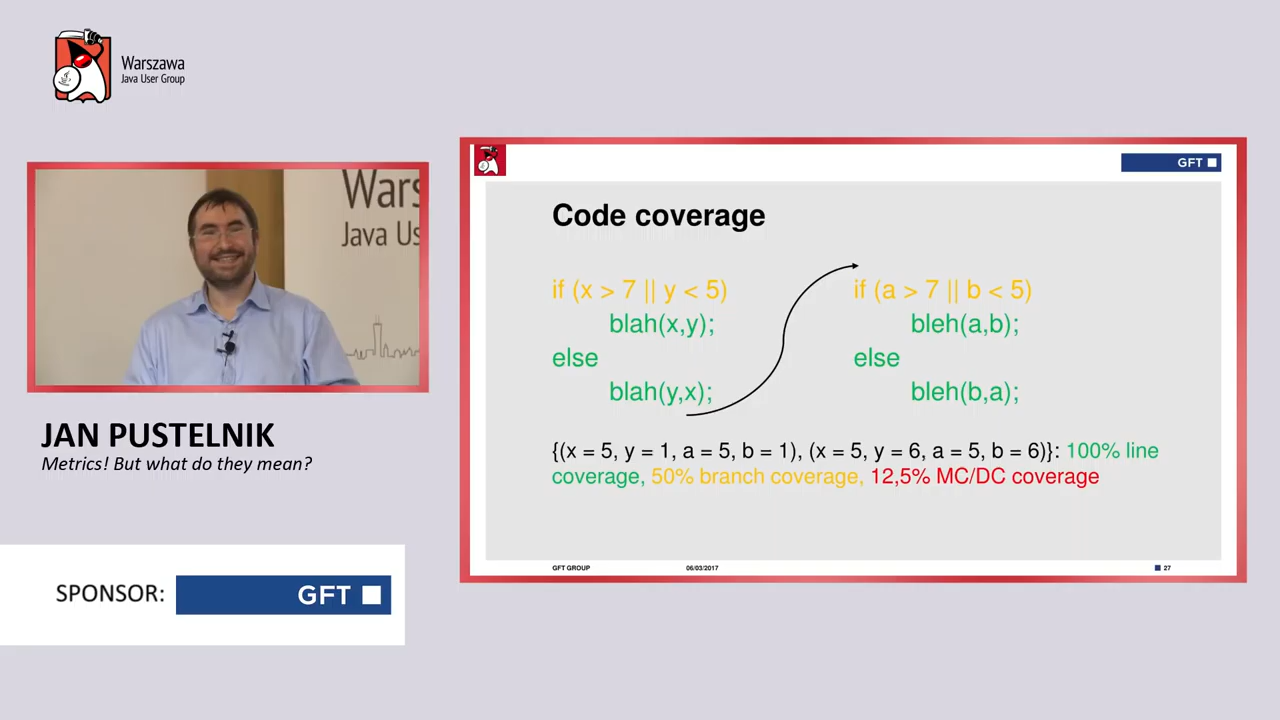 Warszawa
Java User Group
Wars
Java Us
JAN PUSTELNIK
Metrics! But what do they mean?
SPONSOR:
GFT
GFT
Code coverage
if (x > 7 || y < 5)
blah(x,y);
else
blah(y,x);
if (a > 7 || b < 5)
bleh(a,b);
else
bleh(b,a);
{(x = 5, y = 1, a = 5, b = 1), (x = 5, y = 6, a = 5, b = 6)}: 100% line
coverage, 50% branch coverage, 12,5% MC/DC coverage
GFT GROUP
06/03/2017
27